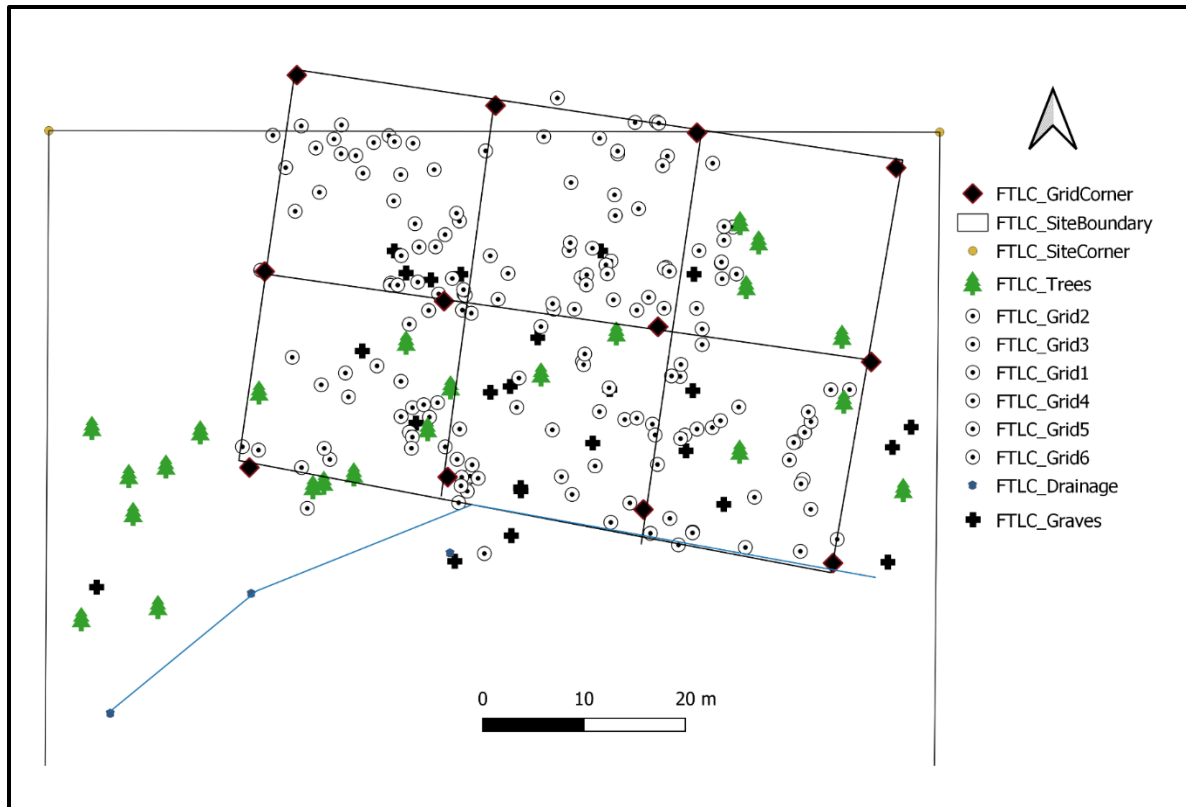 FTLC_GridCorner
FTLC_SiteBoundary
FTLC_SiteCorner
FTLC_Trees
FTLC_Grid2
FTLC_Grid3
FTLC_Grid1
FTLC_Grid4
FTLC_Grid5
FTLC_Grid6
FTLC_Drainage
FTLC_Graves
0 10 20 m